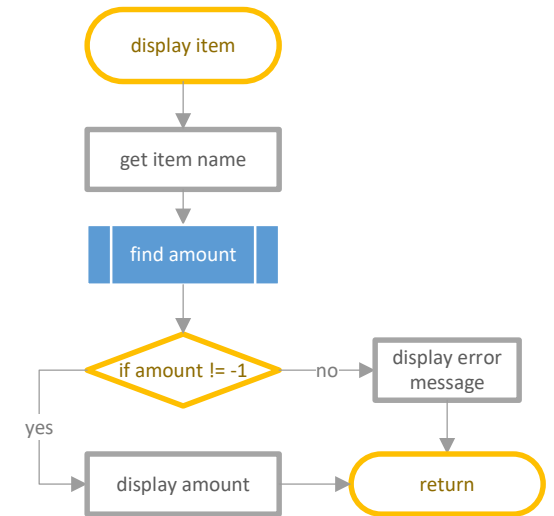 display item
get item name
find amount
if amount != -1
no
display error
message
yes
display amount
return